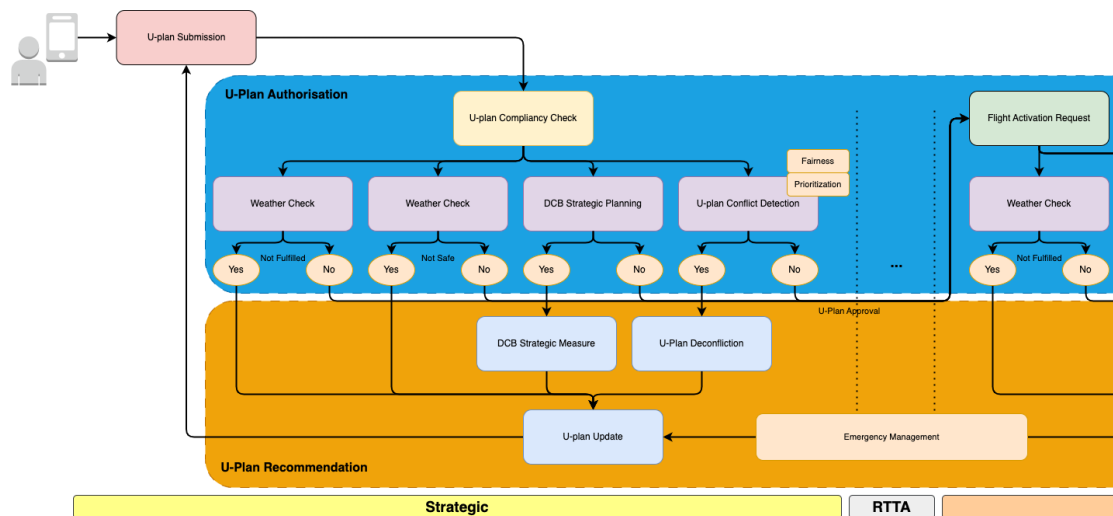 U-plan Submission
U-Plan Authorisation
U-plan Compliancy Check
Flight Activation Request
Fairness
Prioritization
Weather Check
Weather Check
DCB Strategic Planning
U-plan Conflict Detection
Weather Check
Yes
Not Fulfilled
No
Yes
Not Safe
No
Yes
No
Yes
No
...
Yes
Not Fulfilled
No
U-Plan Approval
DCB Strategic Measure
U-Plan Deconfliction
U-plan Update
Emergency Management
U-Plan Recommendation
Strategic
RTTA